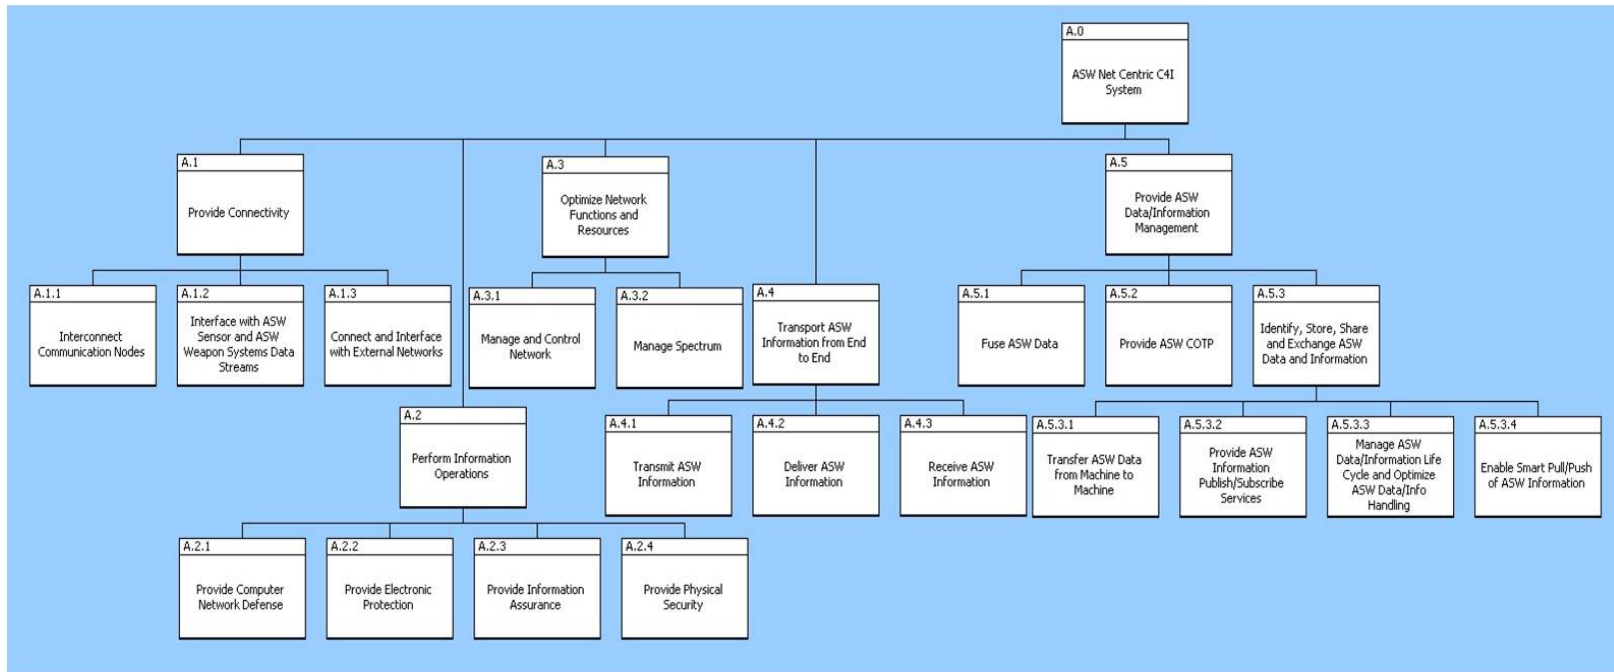 A.0
ASW Net Centric C4I
System
A.1
Provide Connectivity
A.3
Optimize Network
Functions and
Resources
A.5
Provide ASW
Data/Information
Management
A.1.1
Interconnect
Communication Nodes
A.1.2
Interface with ASW
Sensor and ASW
Weapon Systems Data
Streams
A.1.3
Connect and Interface
with External Networks
A.3.1
Manage and Control
Network
A.3.2
Manage Spectrum
A.4
Transport ASW
Information from End
to End
A.5.1
Fuse ASW Data
A.5.2
Provide ASW COTP
A.5.3
Identify, Store, Share
and Exchange ASW
Data and Information
A.2
Perform Information
Operations
A.4.1
Transmit ASW
Information
A.4.2
Deliver ASW
Information
A.4.3
Receive ASW
Information
A.5.3.1
Transfer ASW Data
from Machine to
Machine
A.5.3.2
Provide ASW
Information
Publish/Subscribe
Services
A.5.3.3
Manage ASW
Data/Information Life
Cycle and Optimize
ASW Data/Info
Handling
A.5.3.4
Enable Smart Pull/Push
of ASW Information
A.2.1
Provide Computer
Network Defense
A.2.2
Provide Electronic
Protection
A.2.3
Provide Information
Assurance
A.2.4
Provide Physical
Security